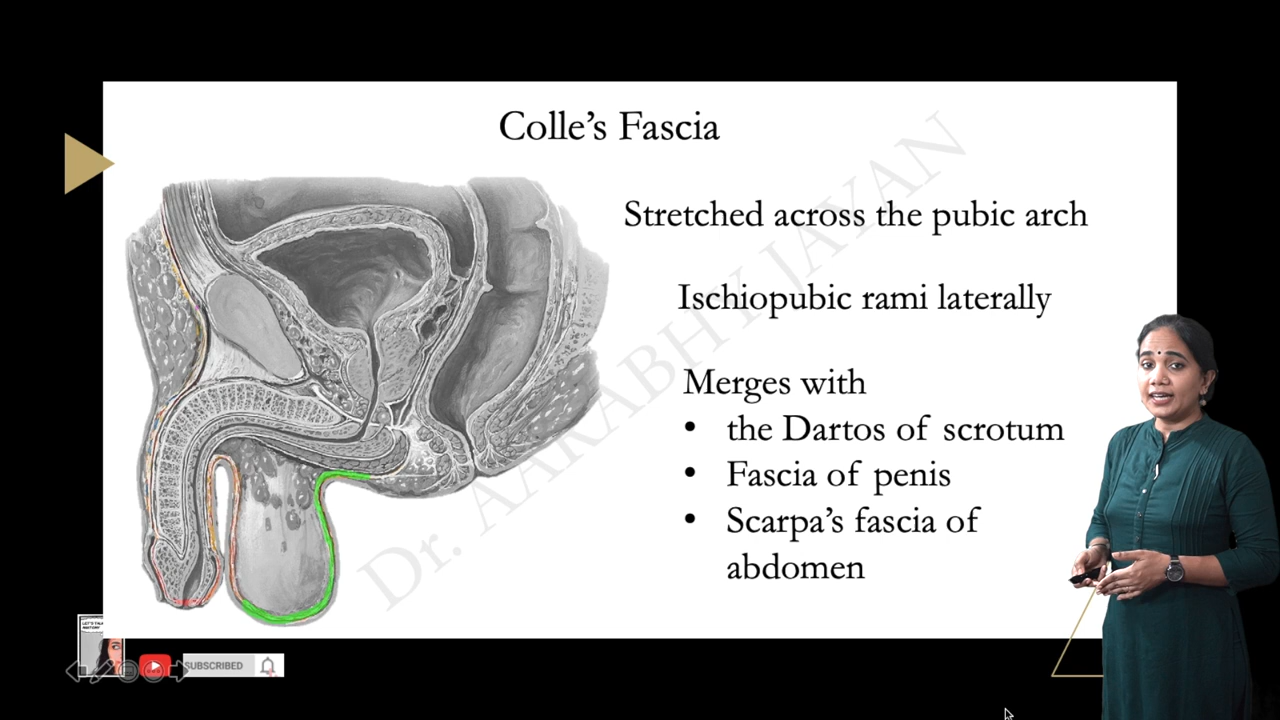 Colle’s Fascia
Stretched across the pubic arch
Ischiopubic rami laterally
Merges with
• the Dartos of scrotum
• Fascia of penis
• Scarpa’s fascia of
abdomen
Dr. AARABHY JAYAN
SUBSCRIBED